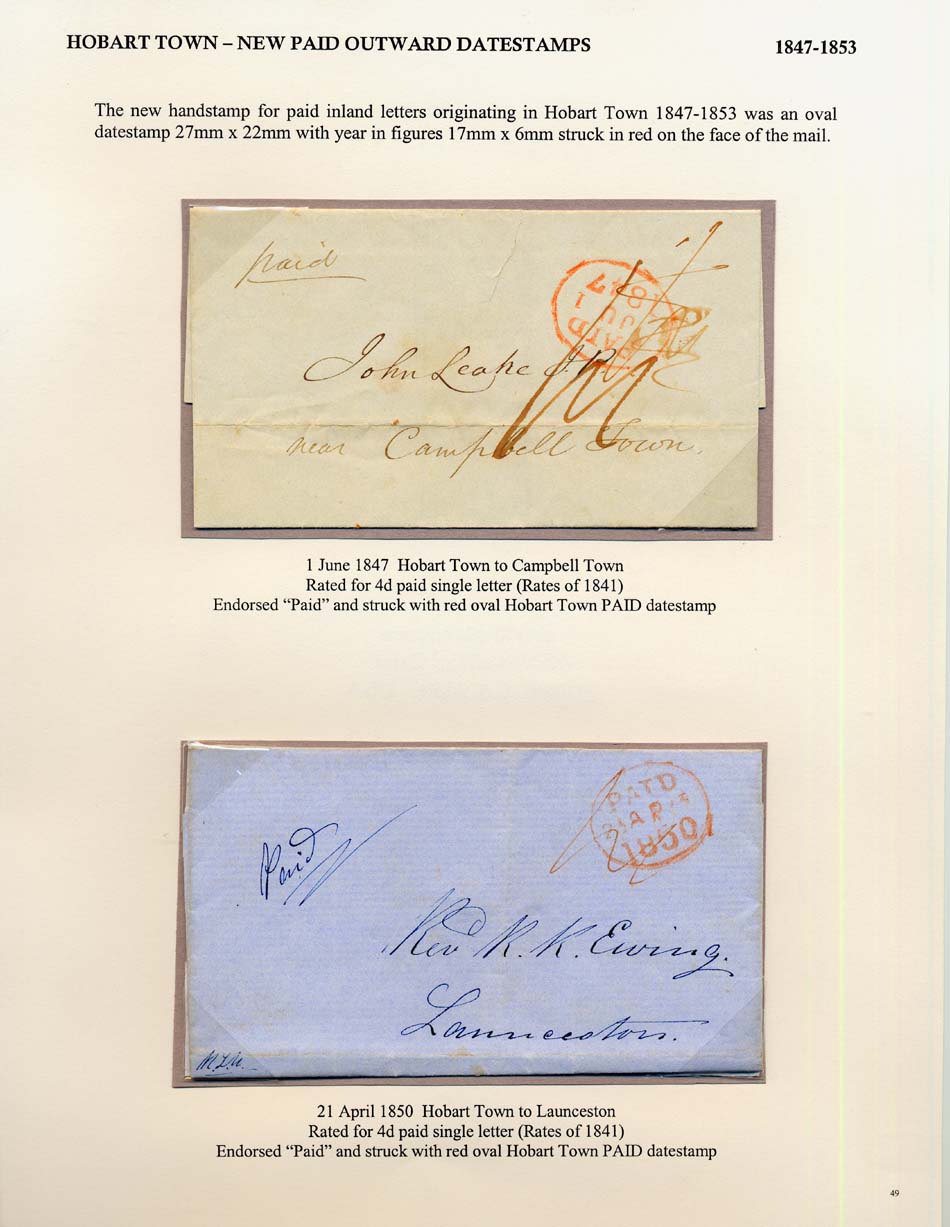 HOBART TOWN – NEW PAID OUTWARD DATESTAMPS 1847-1853
The new handstamp for paid inland letters originating in Hobart Town 1847-1853 was an oval
datestamp 27mm x 22mm with year in figures 17mm x 6mm struck in red on the face of the mail.
paid
PAID
JU 1
847
John Leake J.P.
near Campbell Town.
1 June 1847 Hobart Town to Campbell Town
Rated for 4d paid single letter (Rates of 1841)
Endorsed “Paid” and struck with red oval Hobart Town PAID datestamp
PAID
AP
1850
Paid
Rev R. K. Ewing.
Launceston.
21 April 1850 Hobart Town to Launceston
Rated for 4d paid single letter (Rates of 1841)
Endorsed “Paid” and struck with red oval Hobart Town PAID datestamp
49